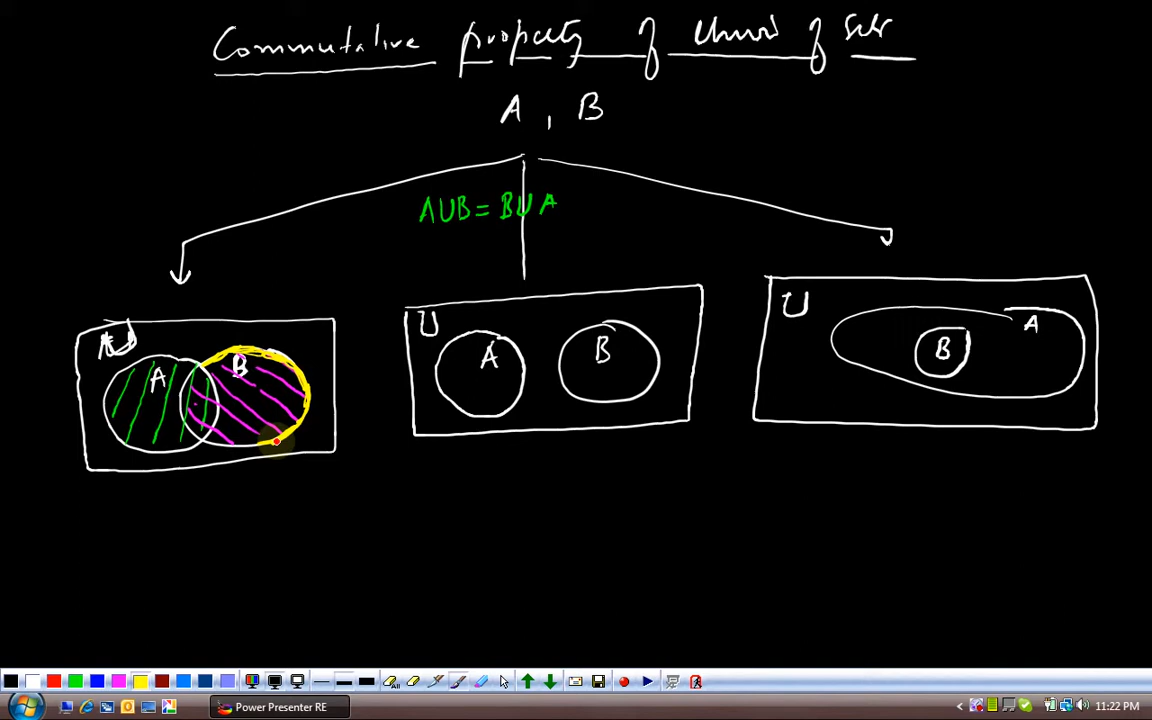 Commutative property of Union of Sets
A , B
AUB = BUA
U
A
B
U
A
B
U
A
B
Power Presenter RE
11:22 PM